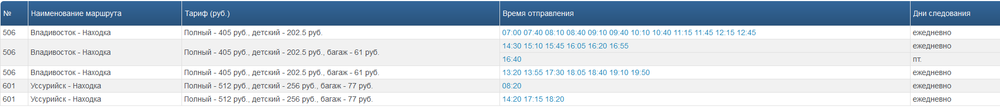 № Наименование маршрута Тариф (руб.) Время отправления Дни следования
506 Владивосток - Находка Полный - 405 руб., детский - 202.5 руб. 07:00 07:40 08:10 08:40 09:10 09:40 10:10 10:40 11:15 11:45 12:15 12:45 ежедневно
506 Владивосток - Находка Полный - 405 руб., детский - 202.5 руб., багаж - 61 руб. 14:30 15:10 15:45 16:05 16:20 16:55 ежедневно
16:40 пт.
506 Владивосток - Находка Полный - 405 руб., детский - 202.5 руб., багаж - 61 руб. 13:20 13:55 17:30 18:05 18:40 19:10 19:50 ежедневно
601 Уссурийск - Находка Полный - 512 руб., детский - 256 руб., багаж - 77 руб. 08:20 ежедневно
601 Уссурийск - Находка Полный - 512 руб., детский - 256 руб., багаж - 77 руб. 14:20 17:15 18:20 ежедневно